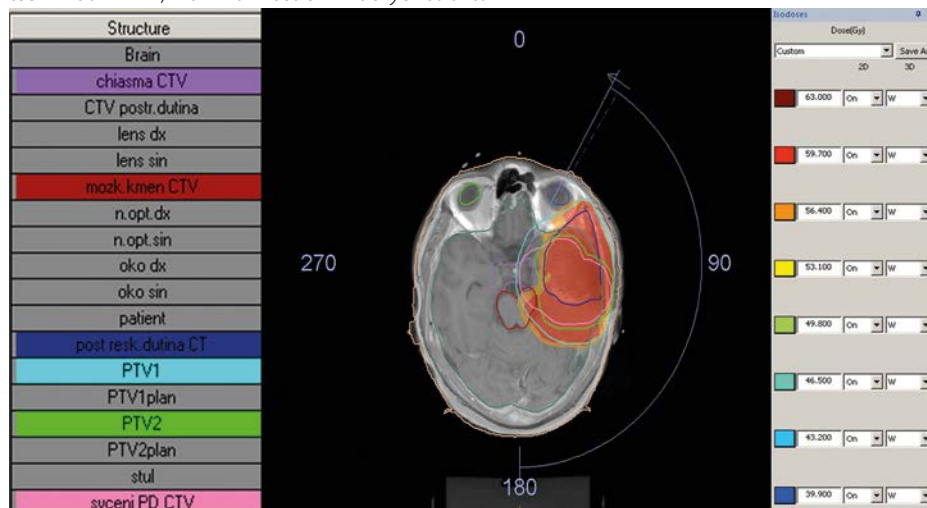 Structure
Brain
chiasma CTV
CTV postr.dutina
lens dx
lens sin
mozk.kmen CTV
n.opt.dx
n.opt.sin
oko dx
oko sin
patient
post resk.dutina CT
PTV1
PTV1plan
PTV2
PTV2plan
stul
syceni PD CTV
0
270
90
180
Isodoses
Dose(Gy)
Custom Save A
2D 3D
63.000 On W
59.700 On W
56.400 On W
53.100 On W
49.800 On W
46.500 On W
43.200 On W
39.900 On W